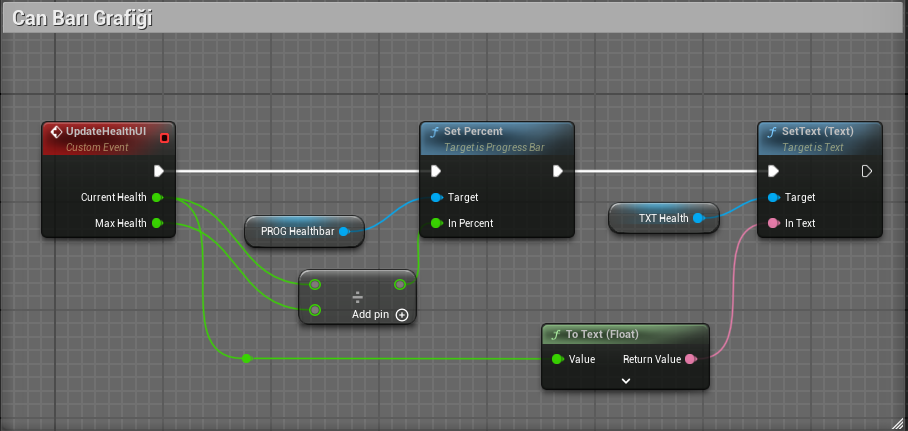 Can Barı Grafiği
UpdateHealthUI
Custom Event
Current Health
Max Health
PROG Healthbar
÷
Add pin
f Set Percent
Target is Progress Bar
Target
In Percent
TXT Health
f SetText (Text)
Target is Text
Target
In Text
f To Text (Float)
Value
Return Value